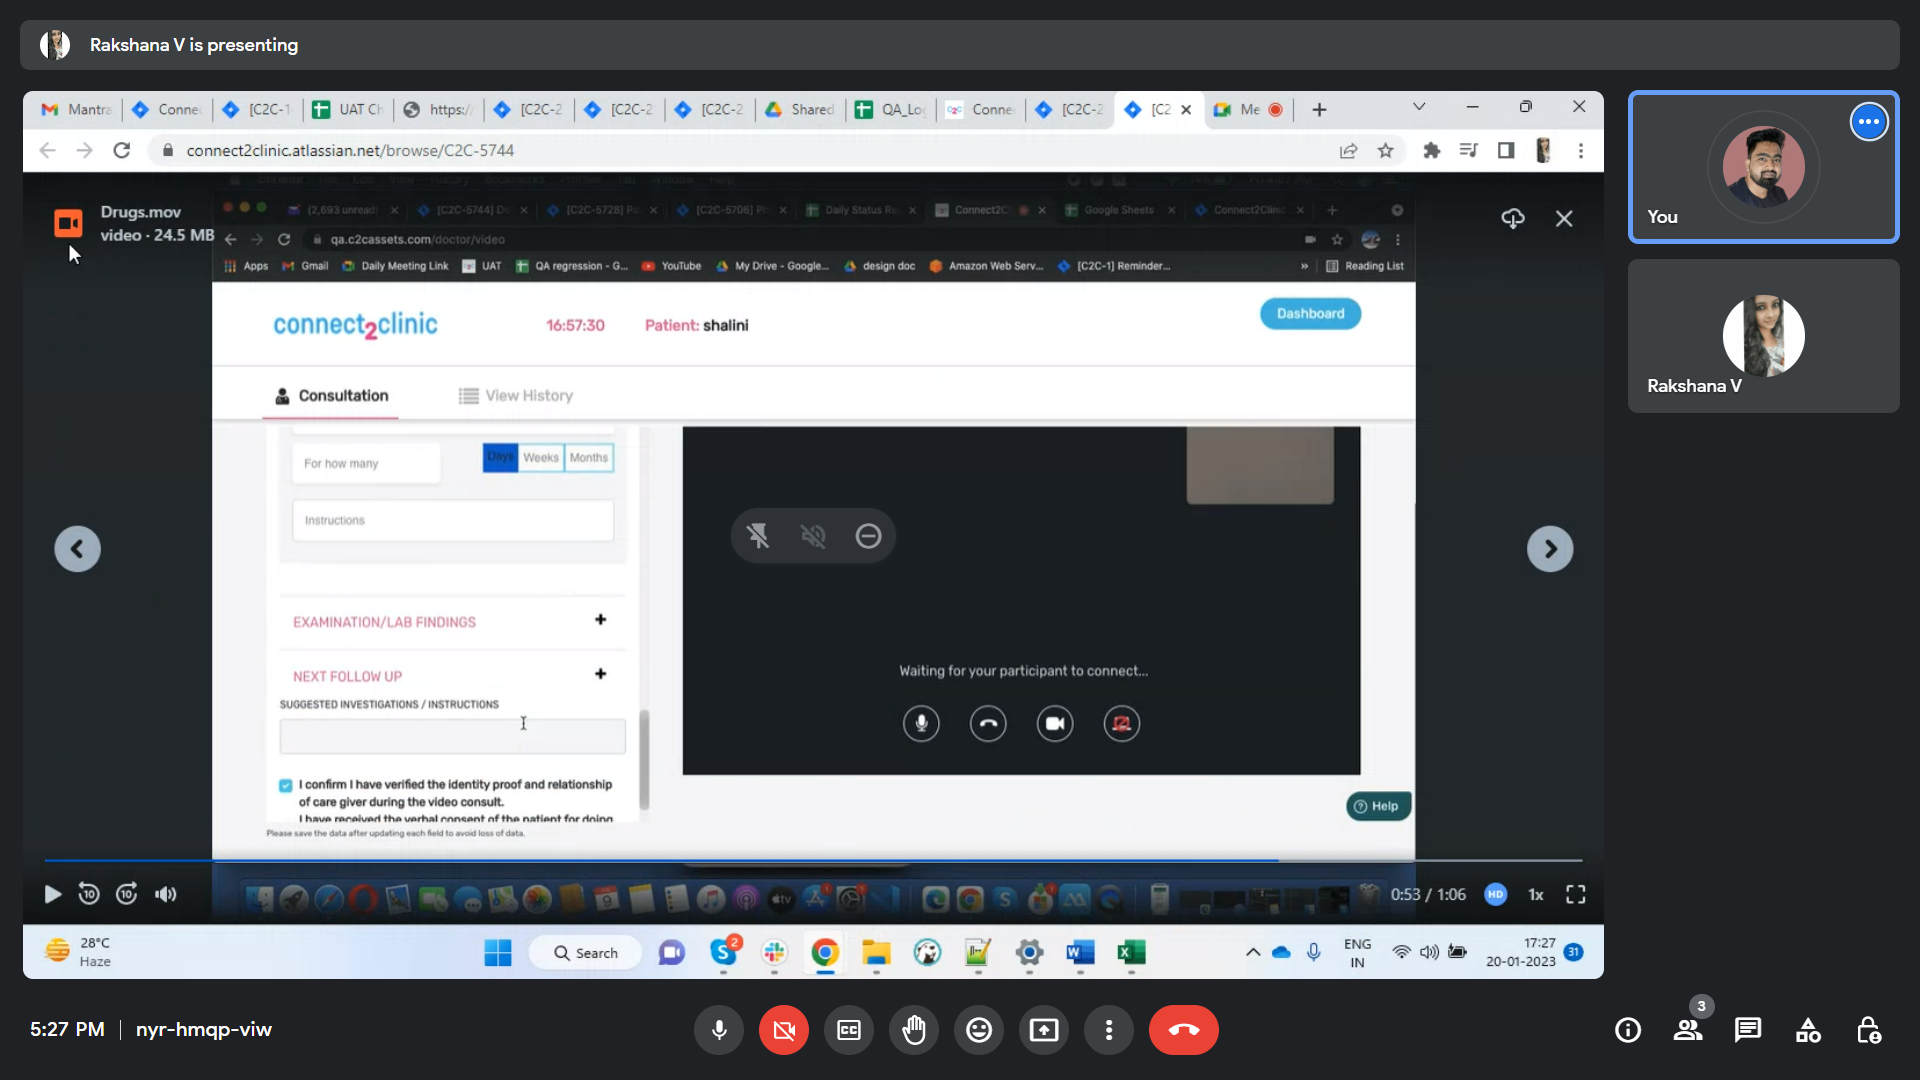 Rakshana V is presenting
Mantra
Conne
[C2C-1
UAT Ch
https:/
[C2C-2
[C2C-2
[C2C-2
Shared
QA_Lo
Conne
[C2C-2
[C2
Me
connect2clinic.atlassian.net/browse/C2C-5744
Drugs.mov
video · 24.5 MB
(2,693 unread)
[C2C-5744] D
[C2C-5728] Pa
[C2C-5706] P
Daily Status Re
Connect2C
Google Sheets
Connect2Clinic
qa.c2cassets.com/doctor/video
Apps
Gmail
Daily Meeting Link
UAT
QA regression - G...
YouTube
My Drive - Google...
design doc
Amazon Web Serv...
[C2C-1] Reminder...
»
Reading List
connect2clinic
16:57:30
Patient: shalini
Dashboard
Consultation
View History
For how many
Days
Weeks
Months
Instructions
EXAMINATION/LAB FINDINGS
NEXT FOLLOW UP
SUGGESTED INVESTIGATIONS / INSTRUCTIONS
I confirm I have verified the identity proof and relationship
of care giver during the video consult.
I have received the verbal consent of the patient for doing
Please save the data after updating each field to avoid loss of data.
Waiting for your participant to connect...
Help
10
10
9
tv
0:53 / 1:06
HD
1x
28°C
Haze
Search
2
ENG
IN
17:27
20-01-2023
31
You
Rakshana V
5:27 PM
nyr-hmqp-viw
CC
3